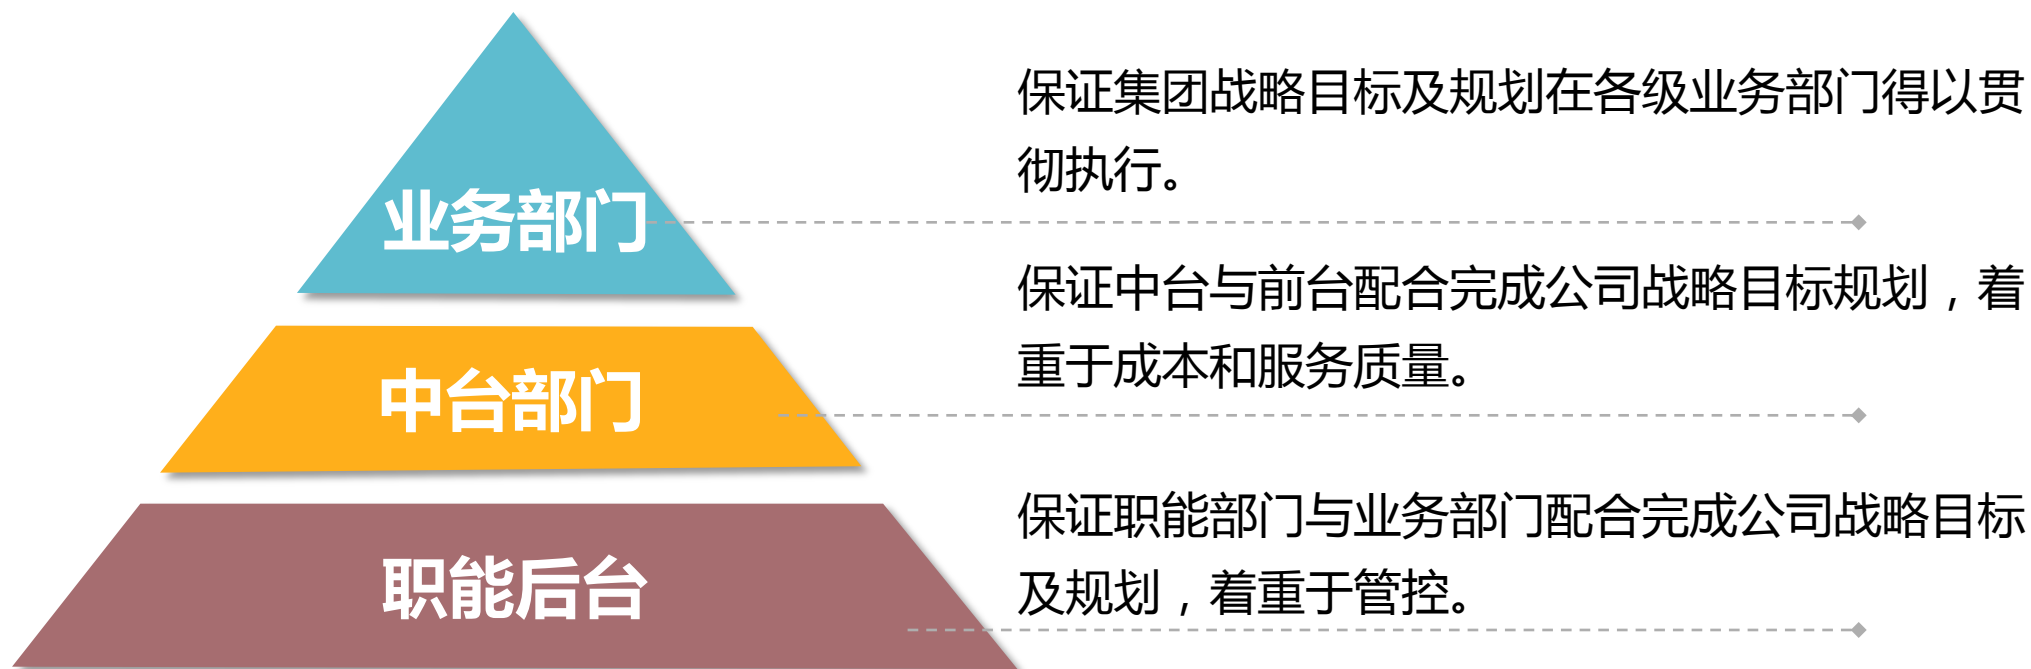 业务部门
保证集团战略目标及规划在各级业务部门得以贯
彻执行。
中台部门
保证中台与前台配合完成公司战略目标规划，着
重于成本和服务质量。
职能后台
保证职能部门与业务部门配合完成公司战略目标
及规划，着重于管控。